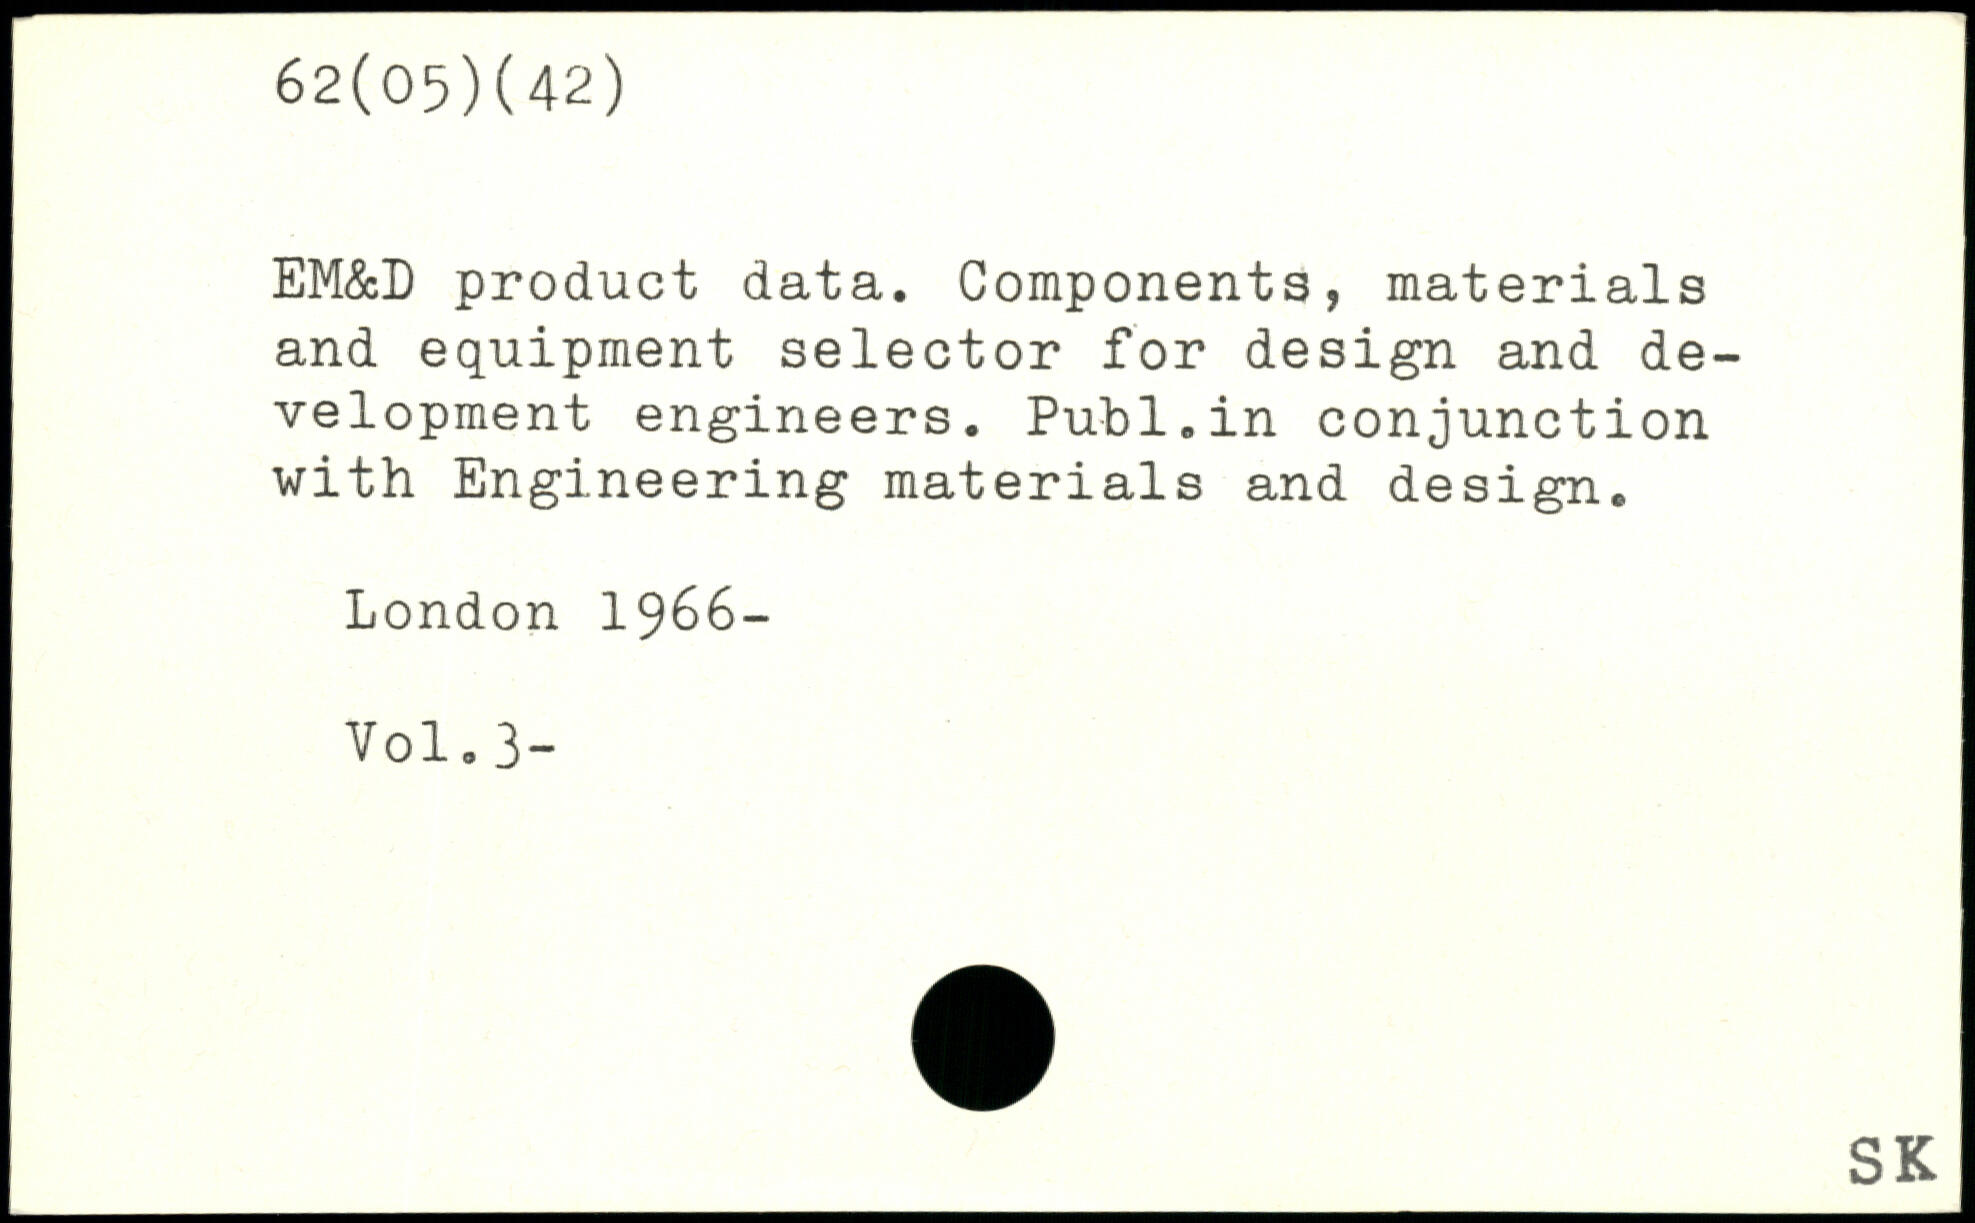 62(05)(42)
EM&D product data. Components, materials
and equipment selector for design and de-
velopment engineers. Publ.in conjunction
with Engineering materials and design.
London 1966-
Vol.3-
SK